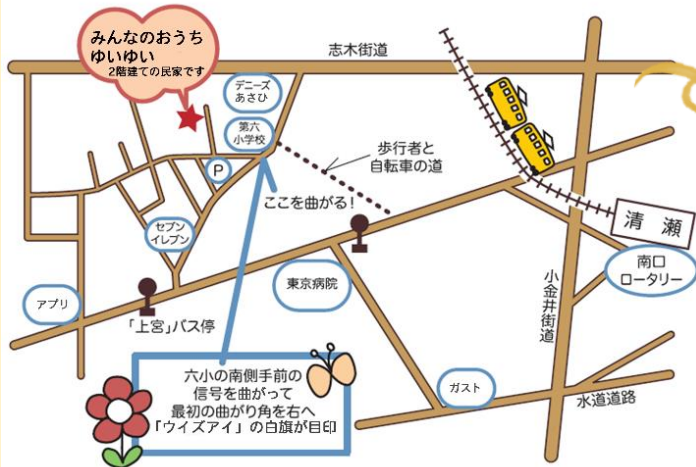 みんなのおうち
ゆいゆい
2階建ての民家です
志木街道
デニーズ
あさひ
第六
小学校
P
歩行者と
自転車の道
ここを曲がる!
セブン
イレブン
清瀬
南口
ロータリー
東京病院
小金井街道
アプリ
「上宮」バス停
ガスト
水道道路
六小の南側手前の
信号を曲がって
最初の曲がり角を右へ
「ウイズアイ」の白旗が目印